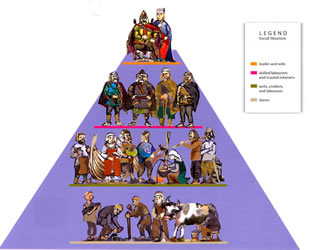 LEGEND
Social Structure
leader and wife
skilled labourers
and trusted retainers
serfs, crofters,
and labourers
slaves